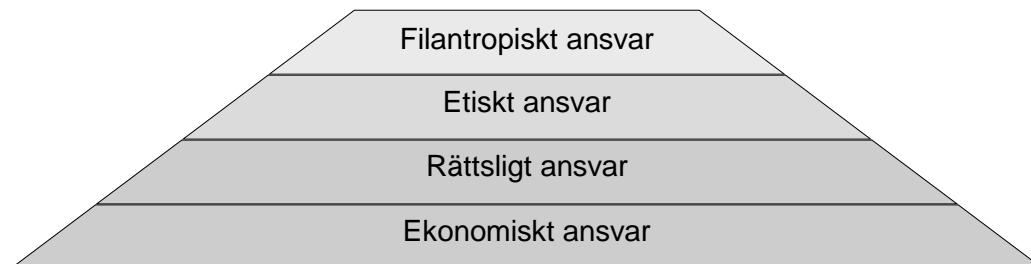 Filantropiskt ansvar
Etiskt ansvar
Rättsligt ansvar
Ekonomiskt ansvar